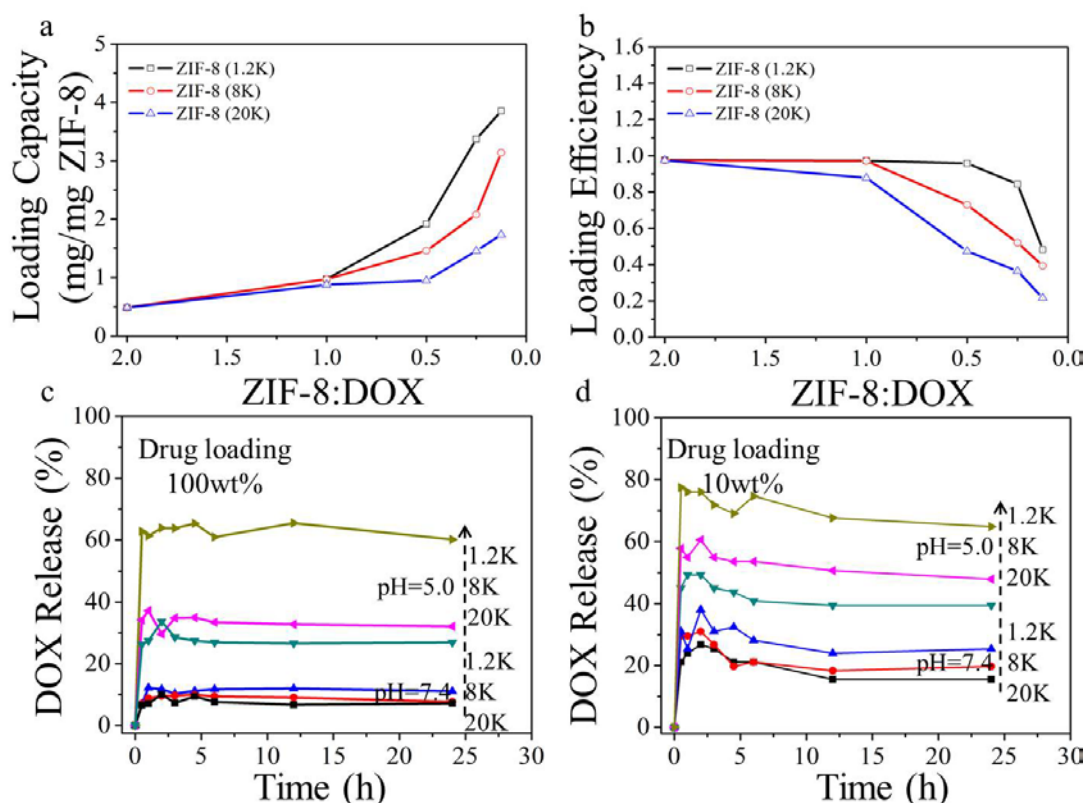 a
5
4
3
2
1
0
Loading Capacity
(mg/mg ZIF-8)
ZIF-8 (1.2K)
ZIF-8 (8K)
ZIF-8 (20K)
2.0
1.5
1.0
0.5
0.0
ZIF-8:DOX
b
1.6
1.4
1.2
1.0
0.8
0.6
0.4
0.2
0.0
Loading Efficiency
ZIF-8 (1.2K)
ZIF-8 (8K)
ZIF-8 (20K)
2.0
1.5
1.0
0.5
0.0
ZIF-8:DOX
c
100
80
60
40
20
0
DOX Release (%)
Drug loading
100wt%
1.2K
pH=5.0
8K
20K
1.2K
pH=7.4
8K
20K
0
5
10
15
20
25
30
Time (h)
d
100
80
60
40
20
0
DOX Release (%)
Drug loading
10wt%
1.2K
pH=5.0
8K
20K
1.2K
pH=7.4
8K
20K
0
5
10
15
20
25
30
Time (h)